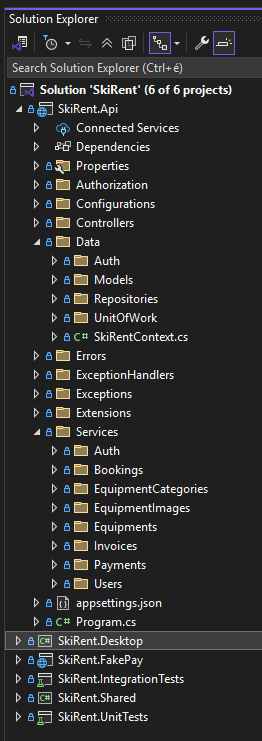 Solution Explorer
Search Solution Explorer (Ctrl+é)
Solution 'SkiRent' (6 of 6 projects)
SkiRent.Api
Connected Services
Dependencies
Properties
Authorization
Configurations
Controllers
Data
Auth
Models
Repositories
UnitOfWork
C# SkiRentContext.cs
Errors
ExceptionHandlers
Exceptions
Extensions
Services
Auth
Bookings
EquipmentCategories
EquipmentImages
Equipments
Invoices
Payments
Users
appsettings.json
C# Program.cs
C# SkiRent.Desktop
SkiRent.FakePay
SkiRent.IntegrationTests
C# SkiRent.Shared
SkiRent.UnitTests